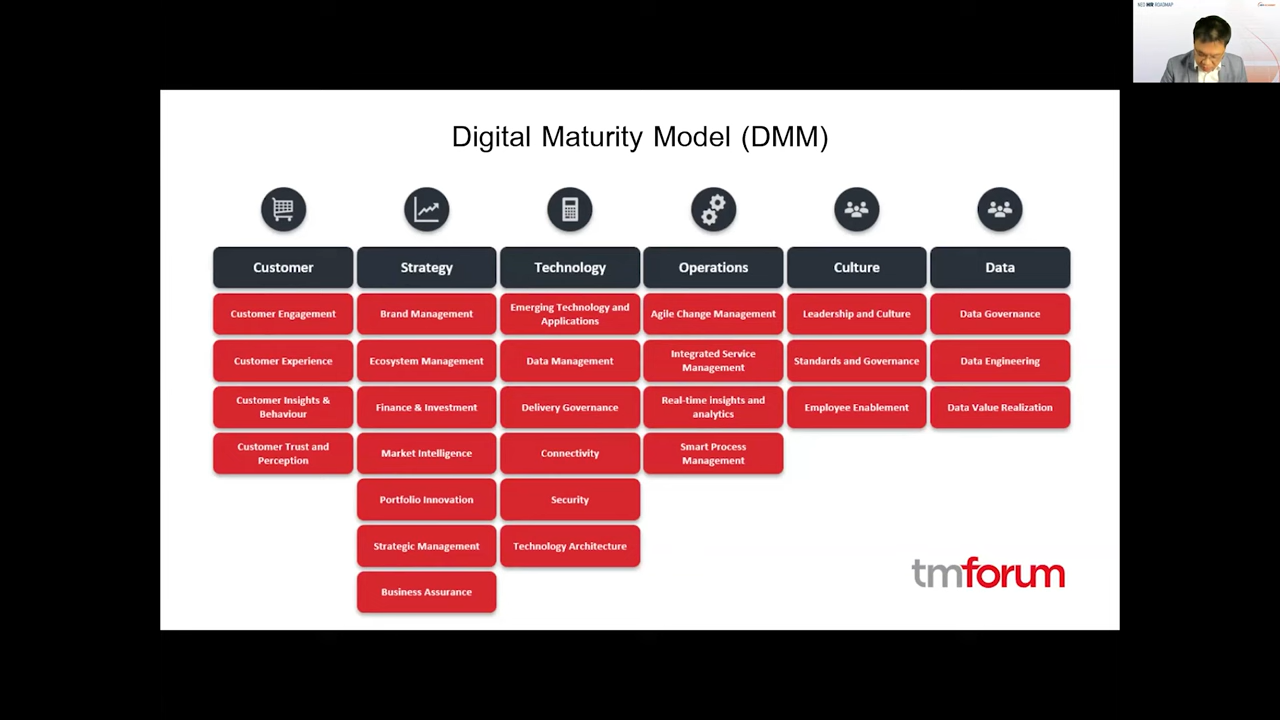 NEO HR ROADMAP
Digital Maturity Model (DMM)
Customer
Strategy
Technology
Operations
Culture
Data
Customer Engagement
Brand Management
Emerging Technology and
Applications
Agile Change Management
Leadership and Culture
Data Governance
Customer Experience
Ecosystem Management
Data Management
Integrated Service
Management
Standards and Governance
Data Engineering
Customer Insights &
Behaviour
Finance & Investment
Delivery Governance
Real-time insights and
analytics
Employee Enablement
Data Value Realization
Customer Trust and
Perception
Market Intelligence
Connectivity
Smart Process
Management
Portfolio Innovation
Security
Strategic Management
Technology Architecture
Business Assurance
tmforum